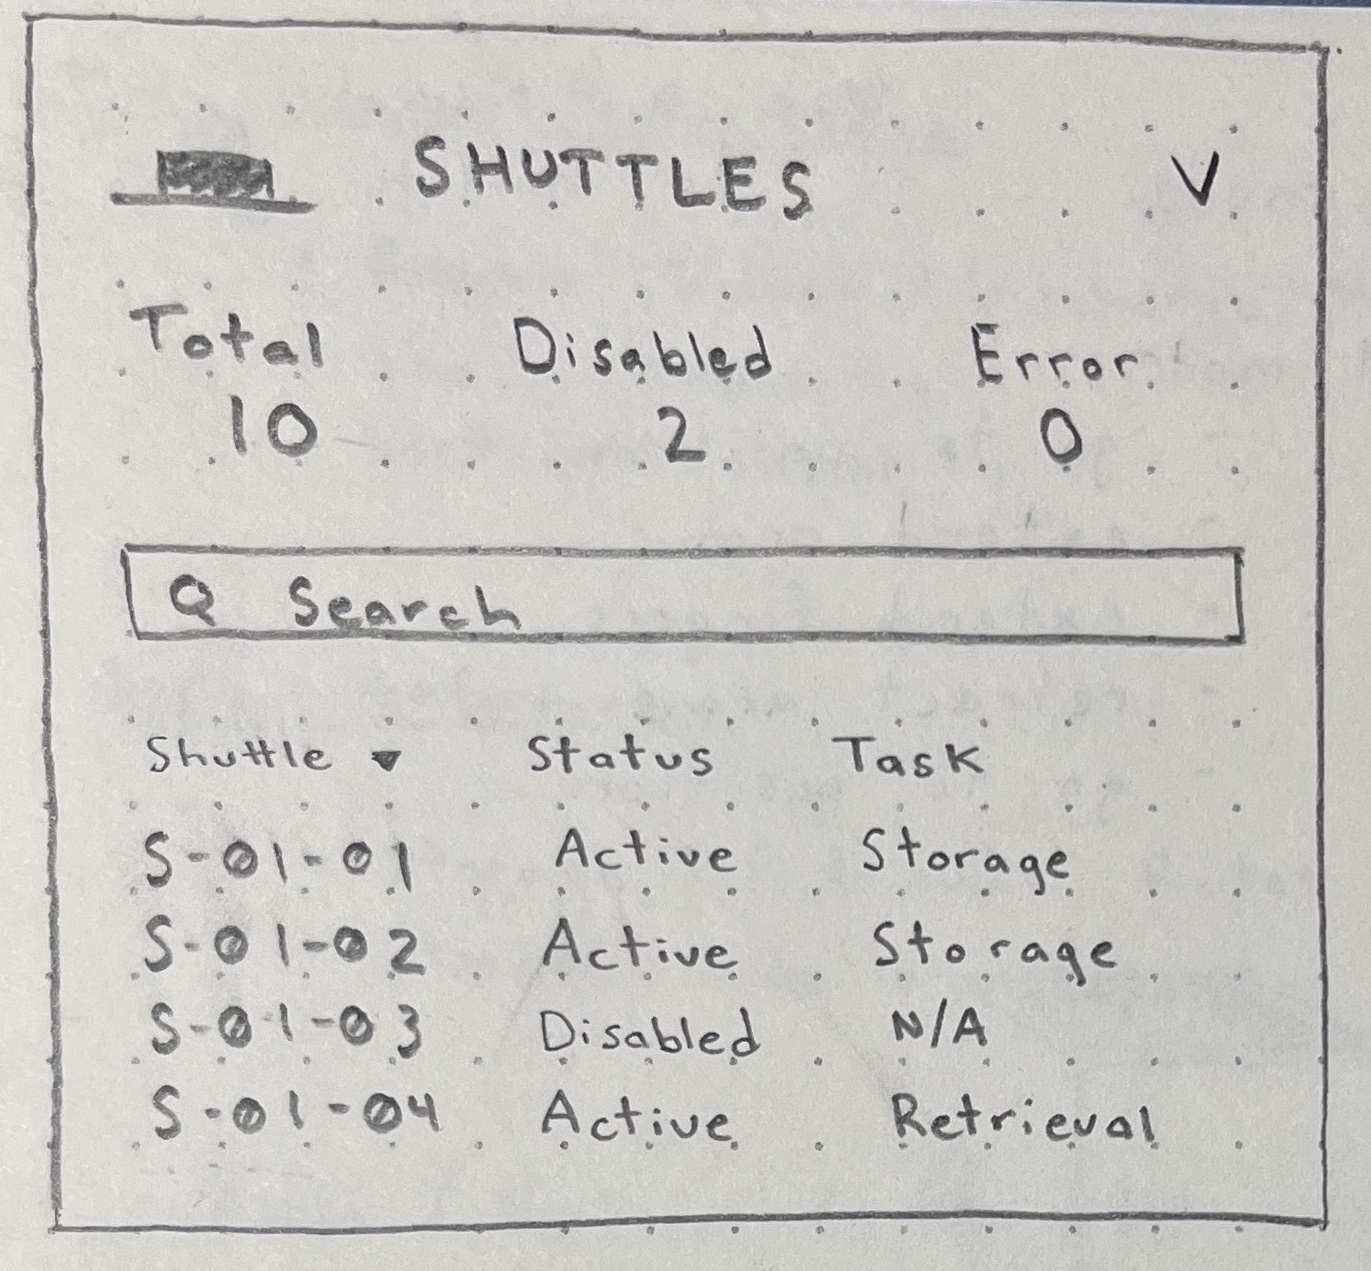 SHUTTLES V
Total Disabled Error
10 2 0
Q Search
Shuttle ▼ Status Task
S-01-01 Active Storage
S-01-02 Active Storage
S-01-03 Disabled N/A
S-01-04 Active Retrieval